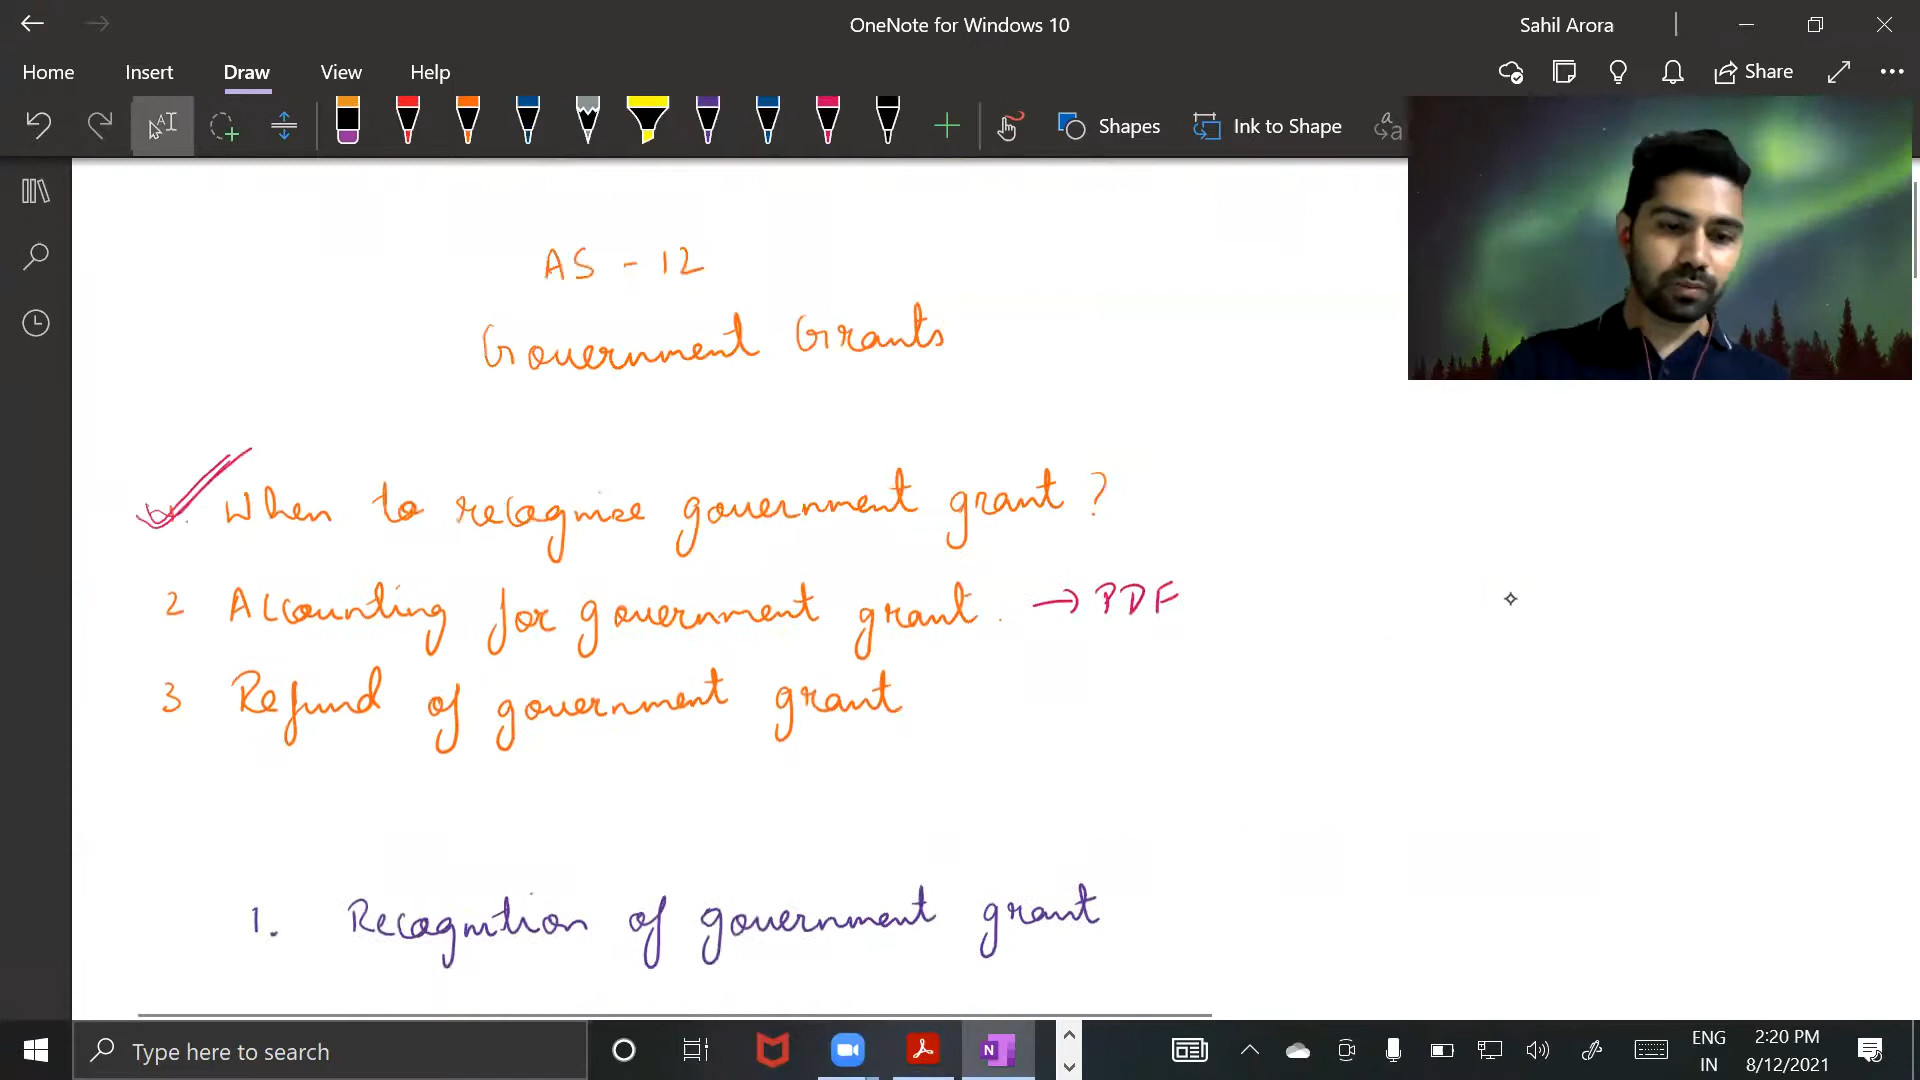 OneNote for Windows 10
Sahil Arora
Home Insert Draw View Help
Share
Shapes
Ink to Shape
AS - 12
Government Grants
When to recognise government grant ?
2 Accounting for government grant. → PDF
3 Refund of government grant
1. Recognition of government grant
Type here to search
N
ENG
IN
2:20 PM
8/12/2021